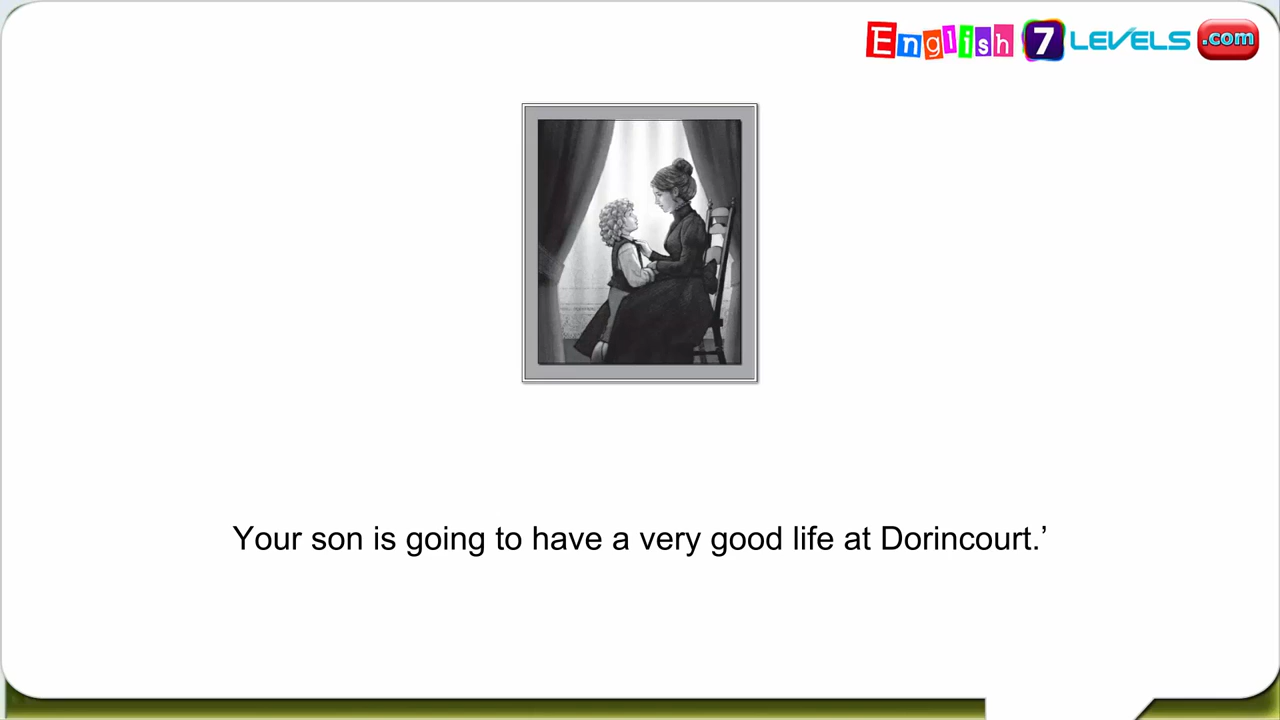 English 7 LEVELS .com
Your son is going to have a very good life at Dorincourt.’